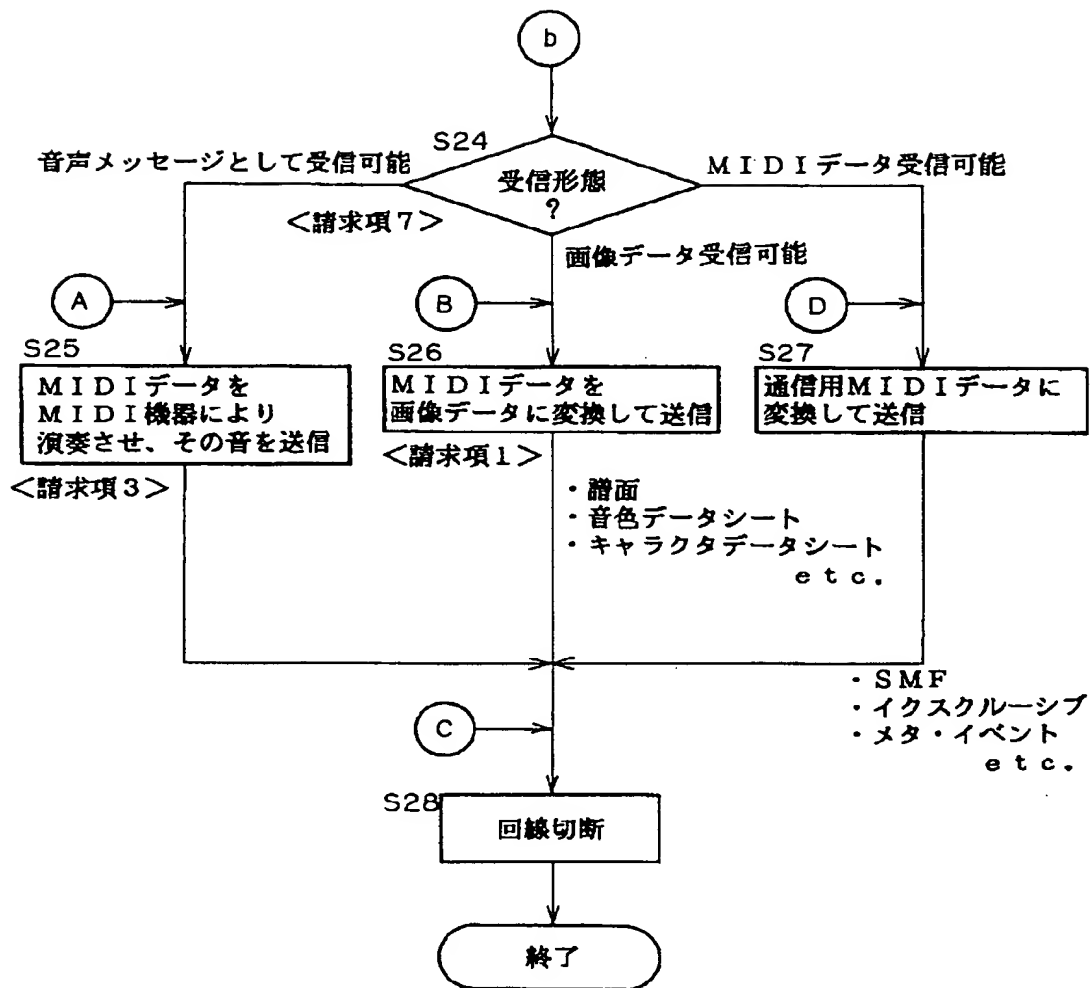 b
S24
音声メッセージとして受信可能
受信形態
?
MIDIデータ受信可能
<請求項7>
画像データ受信可能
A
B
D
S25
MIDIデータを
MIDI機器により
演奏させ、その音を送信
<請求項3>
S26
MIDIデータを
画像データに変換して送信
<請求項1>
S27
通信用MIDIデータに
変換して送信
・譜面
・音色データシート
・キャラクタデータシート
etc.
・SMF
・イクスクルーシブ
・メタ・イベント
etc.
C
S28
回線切断
終了